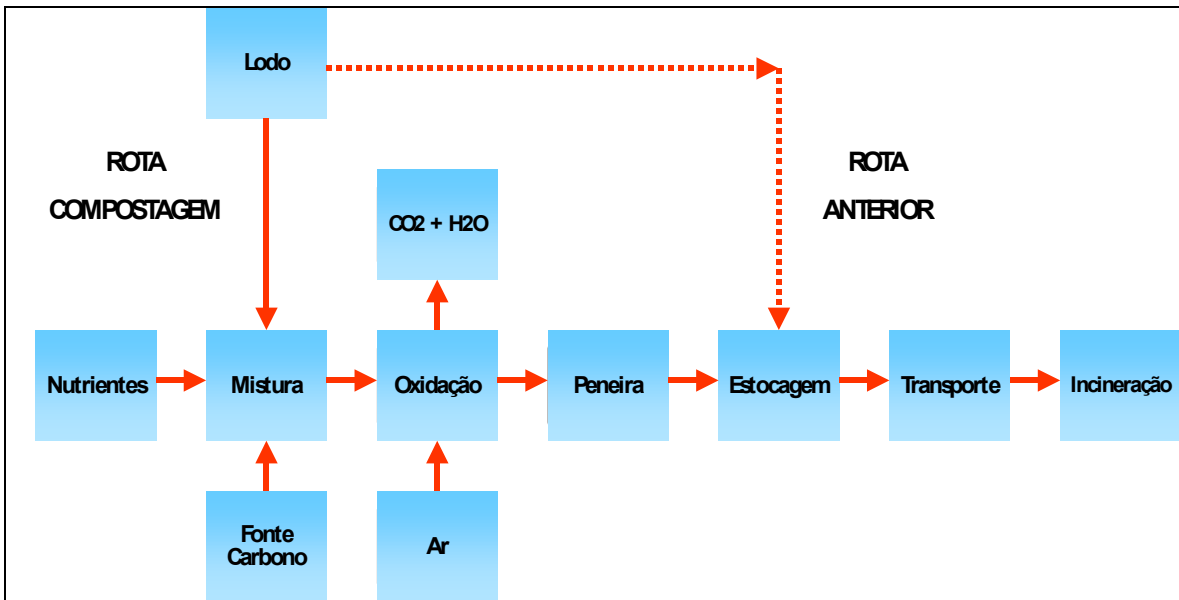 Lodo
ROTA
COMPOSTAGEM
ROTA
ANTERIOR
CO2 + H2O
Nutrientes
Mistura
Oxidação
Peneira
Estocagem
Transporte
Incineração
Fonte
Carbono
Ar